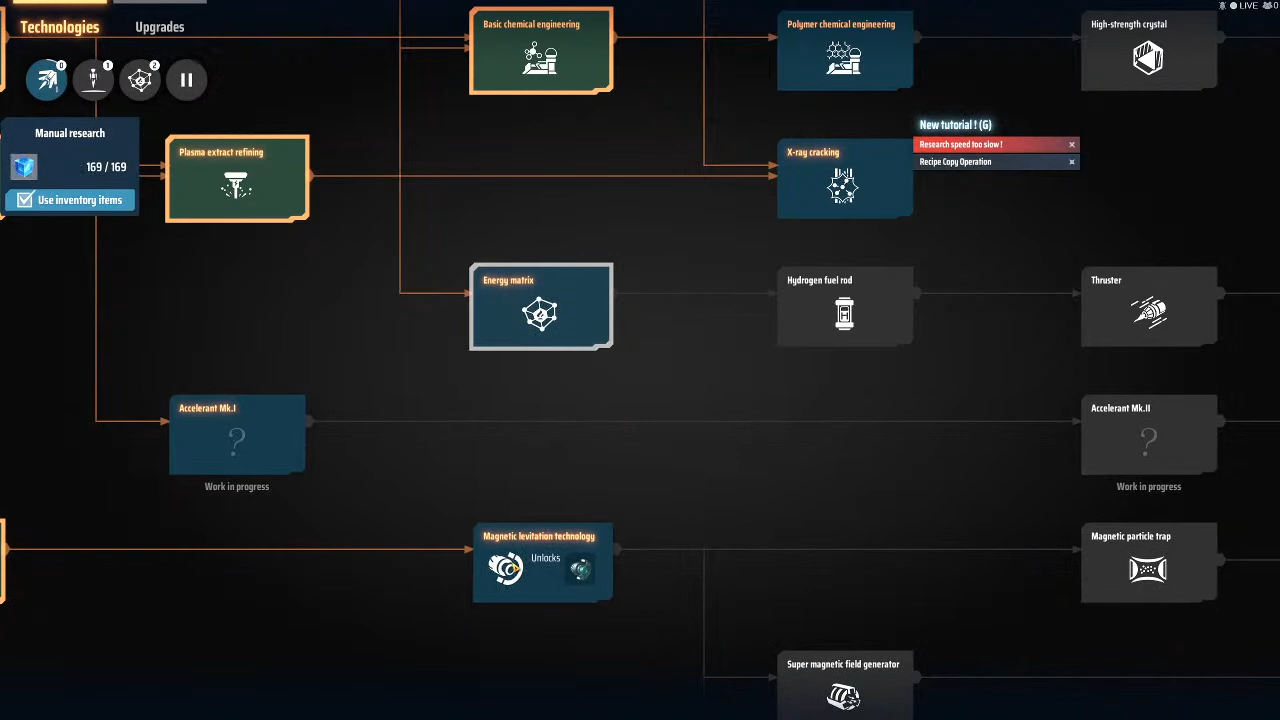 LIVE 0
Technologies
Upgrades
Basic chemical engineering
Polymer chemical engineering
High-strength crystal
0
1
2
Manual research
169 / 169
Use inventory items
Plasma extract refining
X-ray cracking
New tutorial ! (G)
Research speed too slow !
Recipe Copy Operation
Energy matrix
Hydrogen fuel rod
H
Thruster
Accelerant Mk.I
?
Work in progress
Accelerant Mk.II
?
Work in progress
Magnetic levitation technology
Unlocks
Magnetic particle trap
Super magnetic field generator